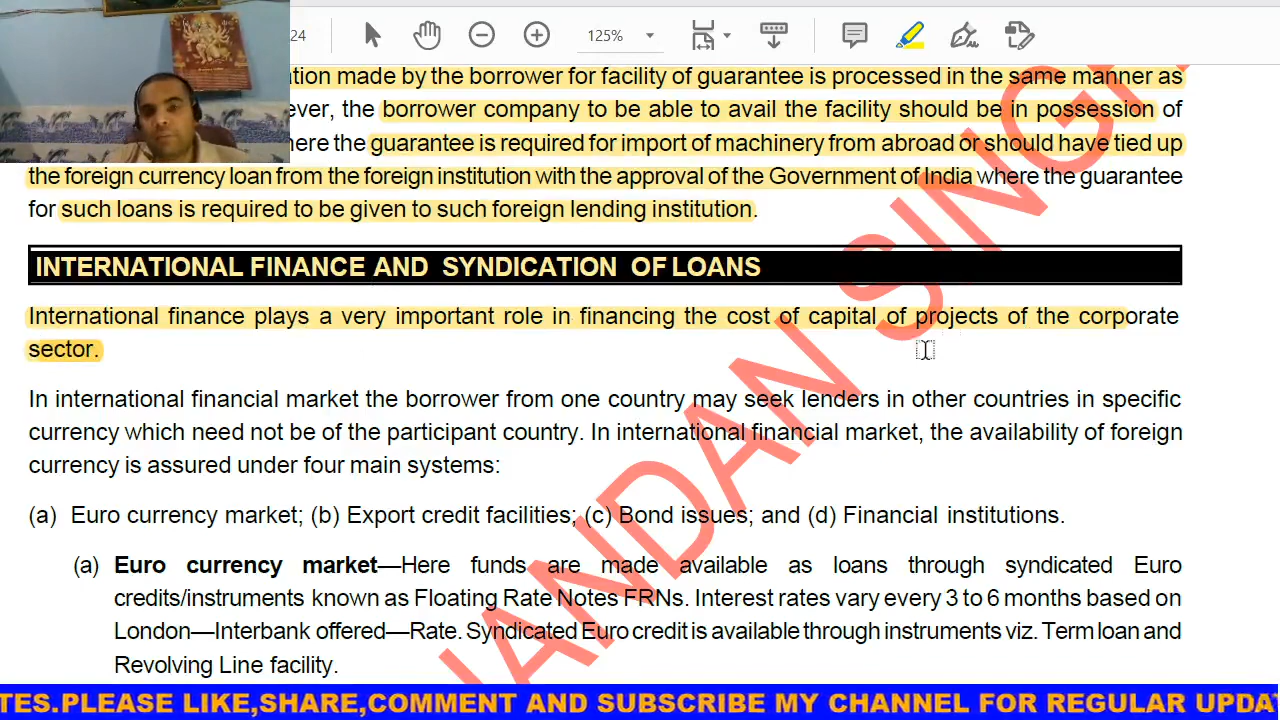 24
125%
ation made by the borrower for facility of guarantee is processed in the same manner as
ever, the borrower company to be able to avail the facility should be in possession of
here the guarantee is required for import of machinery from abroad or should have tied up
the foreign currency loan from the foreign institution with the approval of the Government of India where the guarantee
for such loans is required to be given to such foreign lending institution.
INTERNATIONAL FINANCE AND SYNDICATION OF LOANS
International finance plays a very important role in financing the cost of capital of projects of the corporate
sector.
In international financial market the borrower from one country may seek lenders in other countries in specific
currency which need not be of the participant country. In international financial market, the availability of foreign
currency is assured under four main systems:
(a) Euro currency market; (b) Export credit facilities; (c) Bond issues; and (d) Financial institutions.
(a) Euro currency market—Here funds are made available as loans through syndicated Euro
credits/instruments known as Floating Rate Notes FRNs. Interest rates vary every 3 to 6 months based on
London—Interbank offered—Rate. Syndicated Euro credit is available through instruments viz. Term loan and
Revolving Line facility.
ANDAN SINGH
TES.PLEASE LIKE,SHARE,COMMENT AND SUBSCRIBE MY CHANNEL FOR REGULAR UPDA